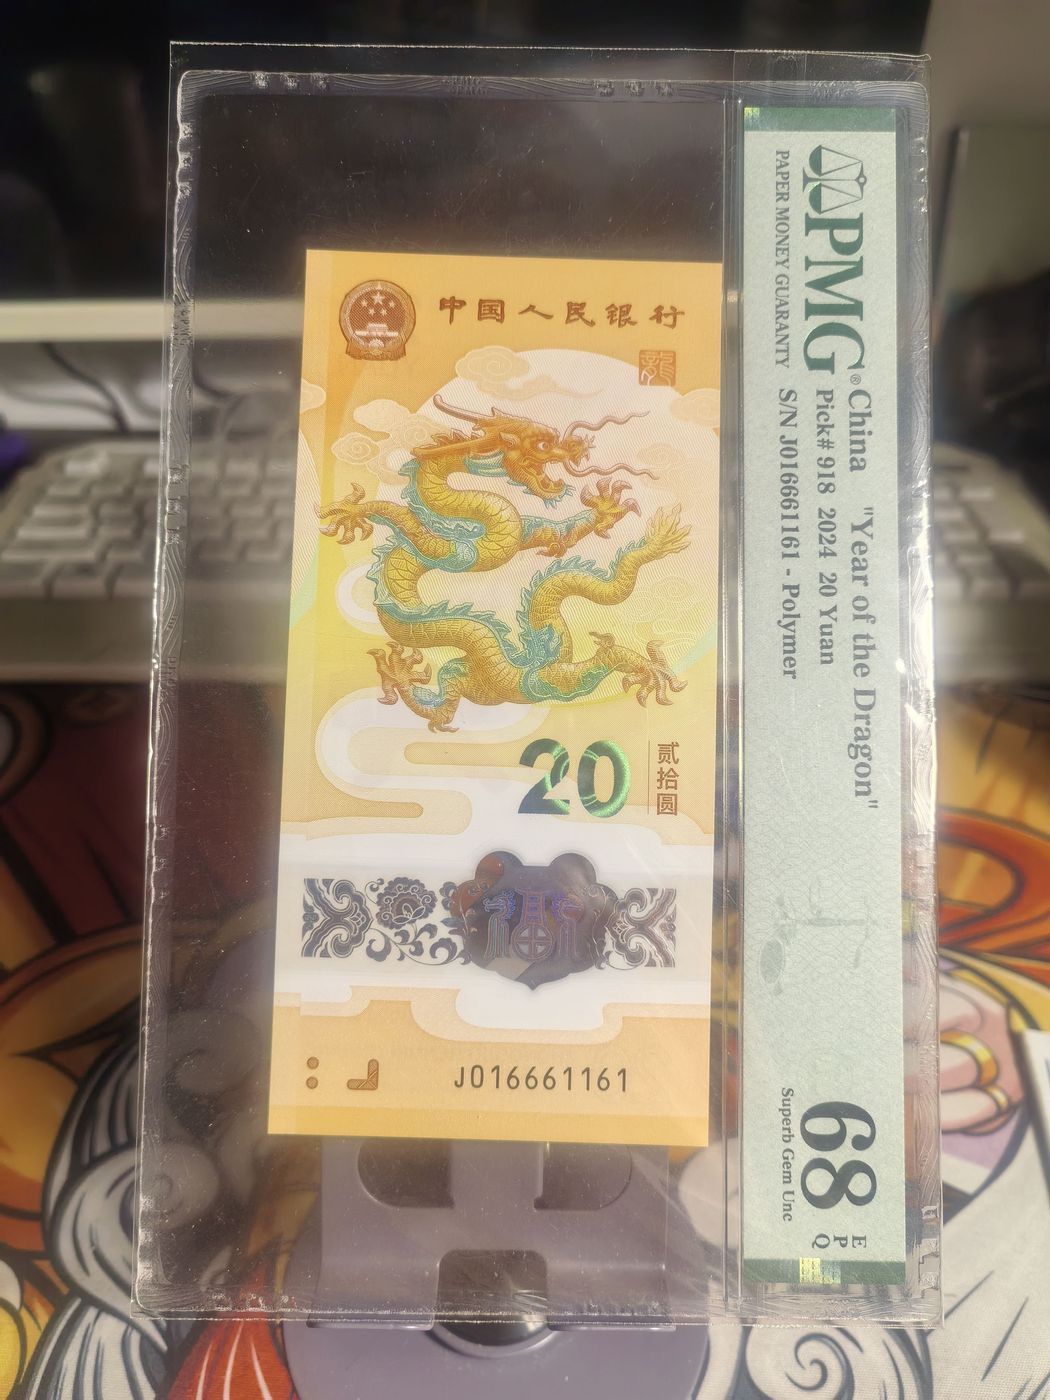 中国人民银行
龍
20
贰拾圆
福
J016661161
PMG®
PAPER MONEY GUARANTY
China "Year of the Dragon"
Pick# 918 2024 20 Yuan
S/N J016661161 - Polymer
68
EPQ
Superb Gem Unc